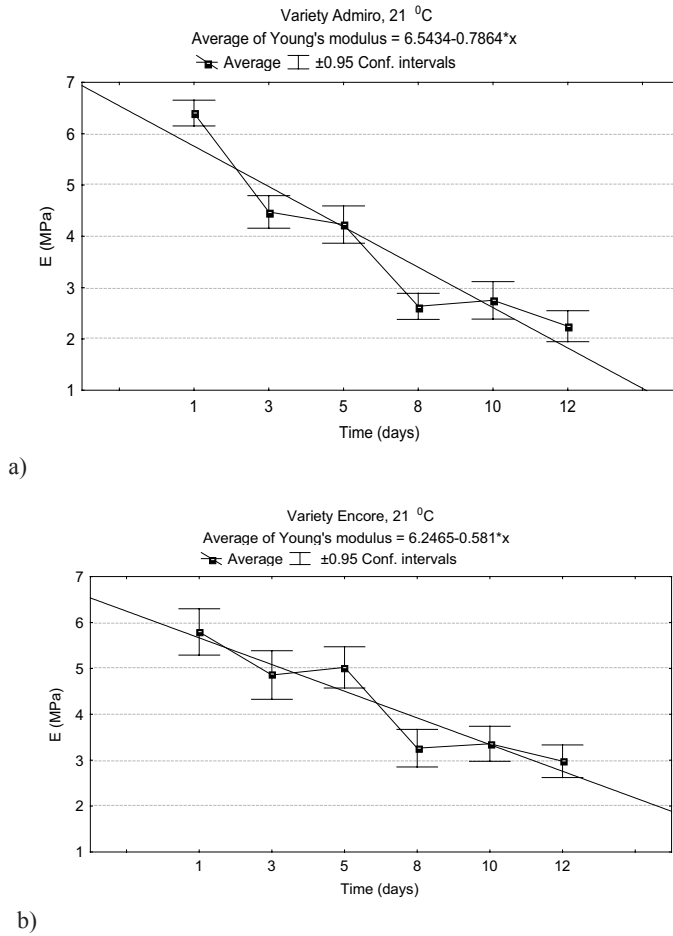 Variety Admiro, 21 ⁰C
Average of Young's modulus = 6.5434-0.7864*x
Average ±0.95 Conf. intervals
7
6
5
4
3
2
1
E (MPa)
1 3 5 8 10 12
Time (days)
a)
Variety Encore, 21 ⁰C
Average of Young's modulus = 6.2465-0.581*x
Average ±0.95 Conf. intervals
7
6
5
4
3
2
1
E (MPa)
1 3 5 8 10 12
Time (days)
b)